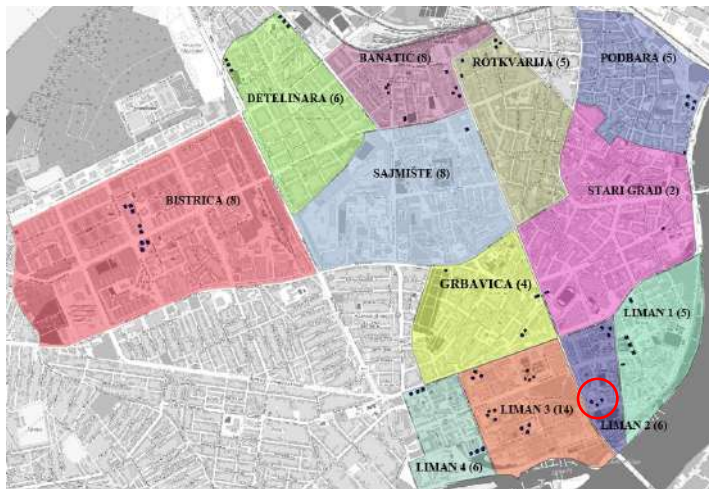 BANATIĆ (8)
ROTKVARIJA (5)
PODBARA (5)
DETELINARA (6)
SAJMIŠTE (8)
BISTRICA (8)
STARI GRAD (2)
GRBAVICA (4)
LIMAN 1 (5)
LIMAN 3 (14)
LIMAN 2 (6)
LIMAN 4 (6)